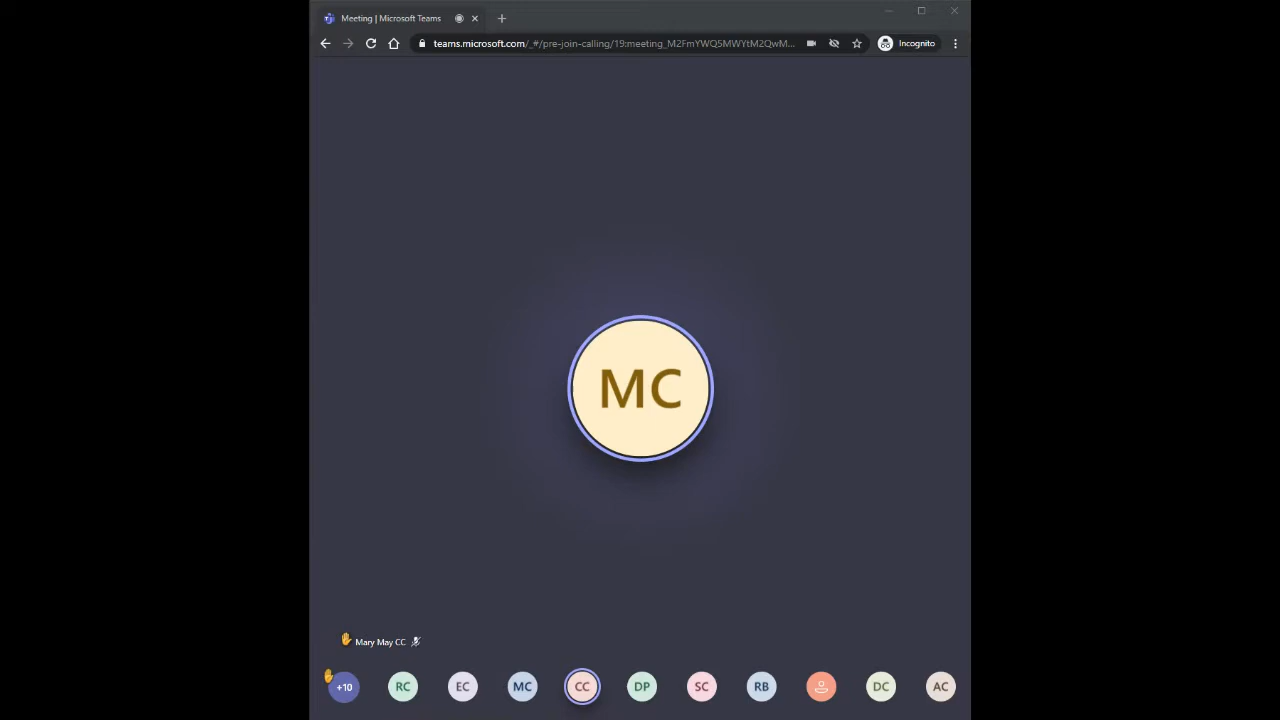 Meeting | Microsoft Teams
teams.microsoft.com/_#/pre-join-calling/19:meeting_M2FmYWQ5MWYtM2QwM...
Incognito
MC
Mary May CC
+10 RC EC MC CC DP SC RB DC AC